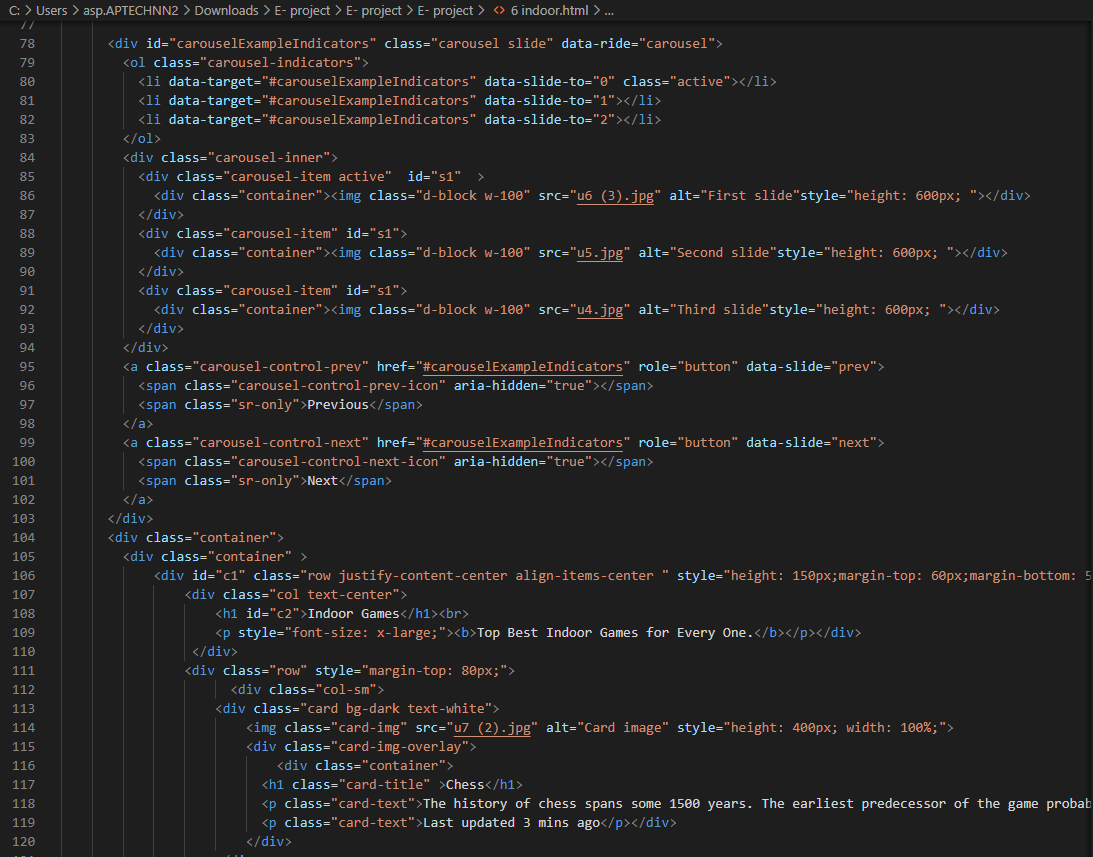 C: > Users > asp.APTECHNN2 > Downloads > E- project > E- project > E- project > <> 6 indoor.html > ...
77
78 <div id="carouselExampleIndicators" class="carousel slide" data-ride="carousel">
79 <ol class="carousel-indicators">
80 <li data-target="#carouselExampleIndicators" data-slide-to="0" class="active"></li>
81 <li data-target="#carouselExampleIndicators" data-slide-to="1"></li>
82 <li data-target="#carouselExampleIndicators" data-slide-to="2"></li>
83 </ol>
84 <div class="carousel-inner">
85 <div class="carousel-item active"  id="s1"  >
86 <div class="container"><img class="d-block w-100" src="u6 (3).jpg"  alt="First slide"style="height: 600px; "></div>
87 </div>
88 <div class="carousel-item" id="s1">
89 <div class="container"><img class="d-block w-100" src="u5.jpg"  alt="Second slide"style="height: 600px; "></div>
90 </div>
91 <div class="carousel-item" id="s1">
92 <div class="container"><img class="d-block w-100" src="u4.jpg"  alt="Third slide"style="height: 600px; "></div>
93 </div>
94 </div>
95 <a class="carousel-control-prev" href="#carouselExampleIndicators" role="button" data-slide="prev">
96 <span class="carousel-control-prev-icon" aria-hidden="true"></span>
97 <span class="sr-only">Previous</span>
98 </a>
99 <a class="carousel-control-next" href="#carouselExampleIndicators" role="button" data-slide="next">
100 <span class="carousel-control-next-icon" aria-hidden="true"></span>
101 <span class="sr-only">Next</span>
102 </a>
103 </div>
104 <div class="container">
105 <div class="container" >
106 <div id="c1" class="row justify-content-center align-items-center " style="height: 150px;margin-top: 60px;margin-bottom: 5
107 <div class="col text-center">
108 <h1 id="c2">Indoor Games</h1><br>
109 <p style="font-size: x-large;"><b>Top Best Indoor Games for Every One.</b></p></div>
110 </div>
111 <div class="row" style="margin-top: 80px;">
112 <div class="col-sm">
113 <div class="card bg-dark text-white">
114 <img class="card-img" src="u7 (2).jpg" alt="Card image" style="height: 400px; width: 100%;">
115 <div class="card-img-overlay">
116 <div class="container">
117 <h1 class="card-title" >Chess</h1>
118 <p class="card-text">The history of chess spans some 1500 years. The earliest predecessor of the game probab
119 <p class="card-text">Last updated 3 mins ago</p></div>
120 </div>